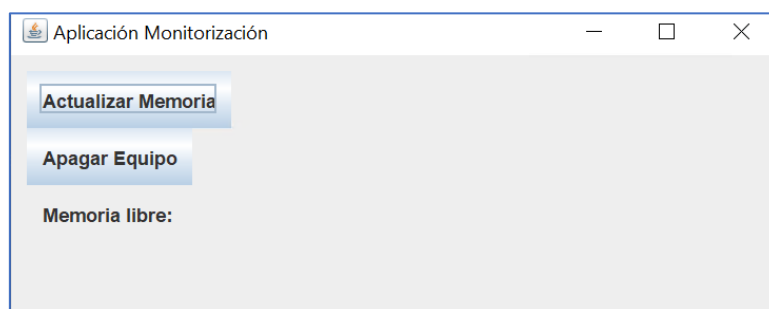 Aplicación Monitorización
Actualizar Memoria
Apagar Equipo
Memoria libre: